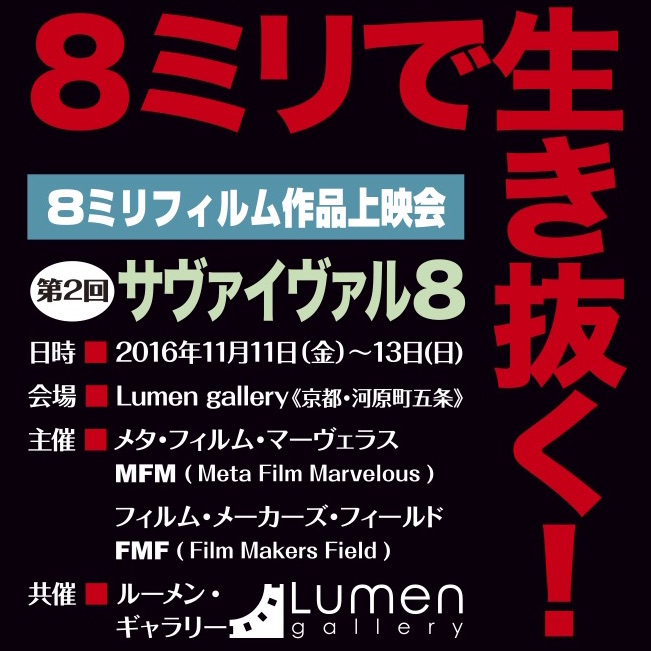 8ミリで生き抜く！
8ミリフィルム作品上映会
第2回 サヴァイヴァル8
日時 ■ 2016年11月11日（金）～13日(日)
会場 ■ Lumen gallery《京都・河原町五条》
主催 ■ メタ・フィルム・マーヴェラス
MFM ( Meta Film Marvelous )
フィルム・メーカーズ・フィールド
FMF ( Film Makers Field )
共催 ■ ルーメン・
ギャラリー
Lumen
gallery